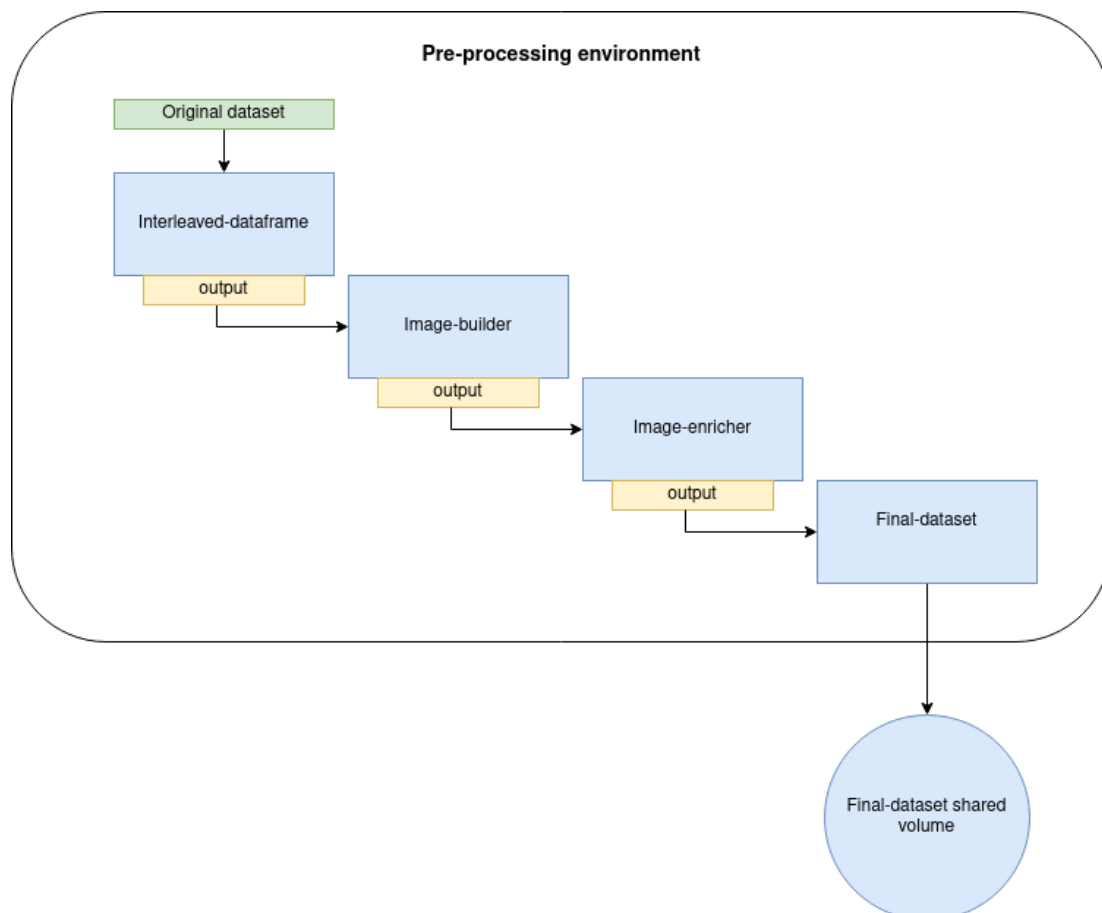 Pre-processing environment
Original dataset
Interleaved-dataframe
output
Image-builder
output
Image-enricher
output
Final-dataset
Final-dataset shared
volume